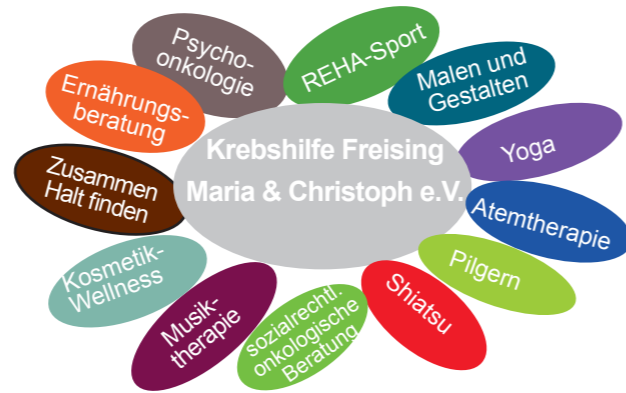 Krebshilfe Freising
Maria & Christoph e.V.
Psycho-
onkologie
REHA-Sport
Malen und
Gestalten
Yoga
Atemtherapie
Pilgern
Shiatsu
sozialrechtl.
onkologische
Beratung
Musik-
therapie
Kosmetik-
Wellness
Zusammen
Halt finden
Ernährungs-
beratung